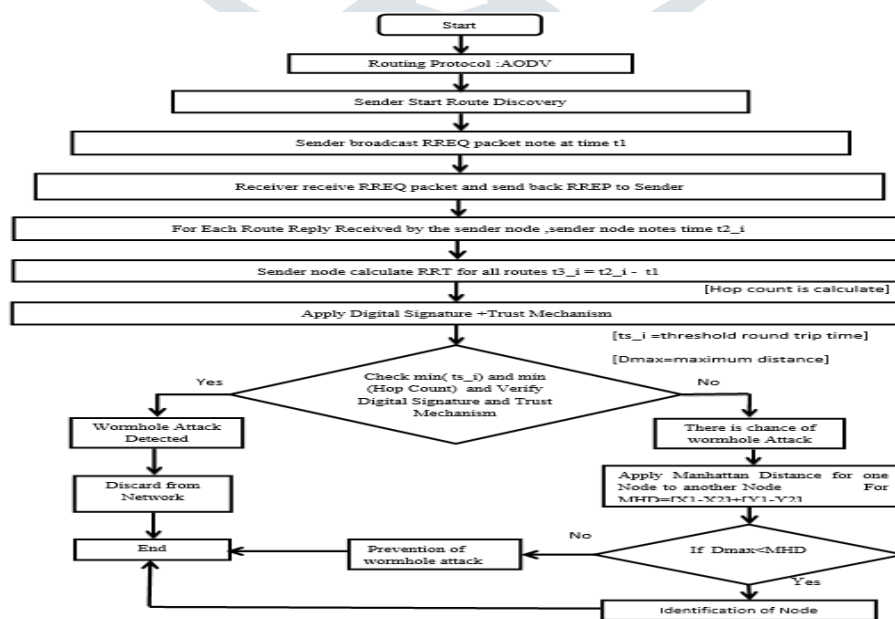 Start
Routing Protocol :AODV
Sender Start Route Discovery
Sender broadcast RREQ packet note at time t1
Receiver receive RREQ packet and send back RREP to Sender
For Each Route Reply Received by the sender node ,sender node notes time t2_i
Sender node calculate RRT for all routes t3_i = t2_i - t1
[Hop count is calculate]
Apply Digital Signature +Trust Mechanism
[ts_i =threshold round trip time]
[Dmax=maximum distance]
Yes
Check min( ts_i) and min
(Hop Count) and Verify
Digital Signature and Trust
Mechanism
No
Wormhole Attack
Detected
There is chance of
wormhole Attack
Discard from
Network
Apply Manhattan Distance for one
Node to another Node For
MHD=[X1-X2]+[Y1-Y2]
End
Prevention of
wormhole attack
No
If Dmax<MHD
Yes
Identification of Node